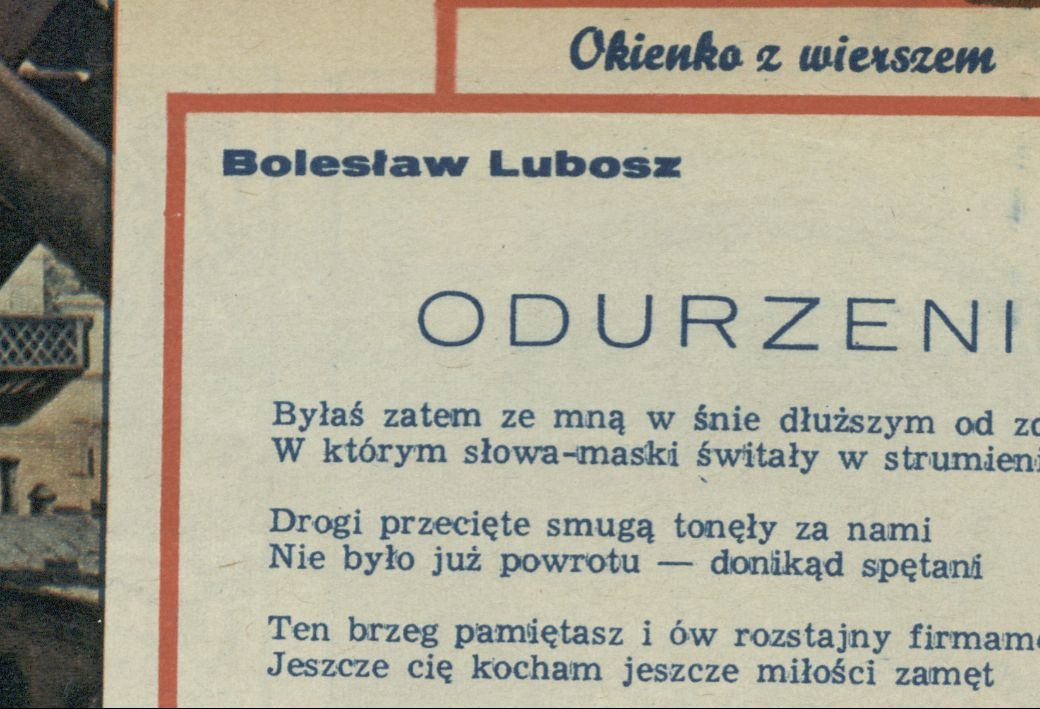 Okienko z wierszem
Bolesław Lubosz
ODURZENI
Byłaś zatem ze mną w śnie dłuższym od
W którym słowa-maski świtały w strumieni
Drogi przecięte smugą tonęły za nami
Nie było już powrotu — donikąd spętani
Ten brzeg pamiętasz i ów rozstajny
Jeszcze cię kocham jeszcze miłości zamęt